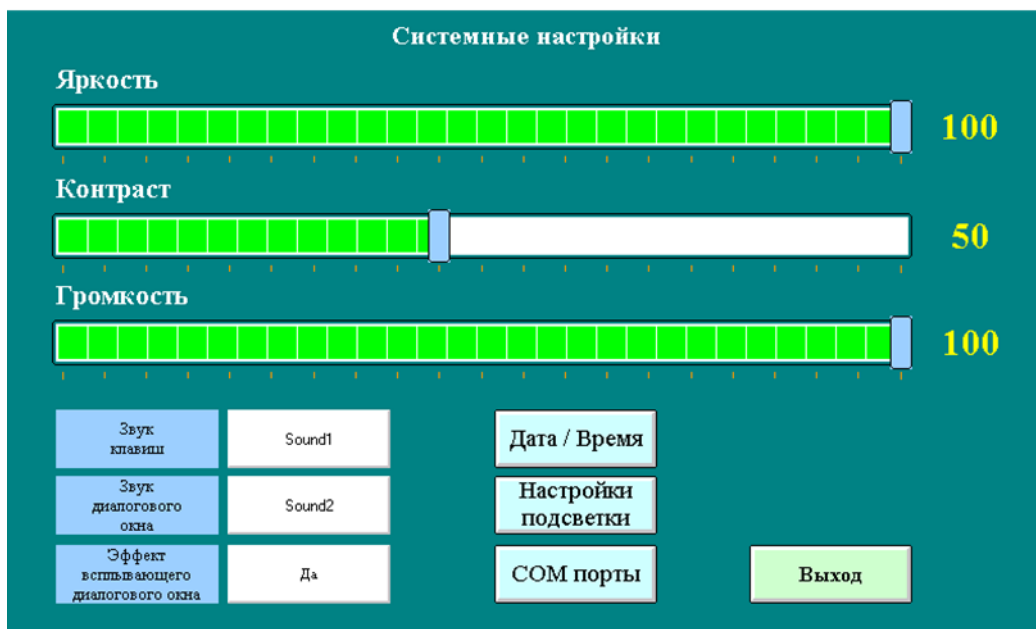 Системные настройки
Яркость
100
Контраст
50
Громкость
100
Звук
клавиш
Sound1
Дата / Время
Звук
диалогового
окна
Sound2
Настройки
подсветки
Эффект
всплывающего
диалогового окна
Да
COM порты
Выход